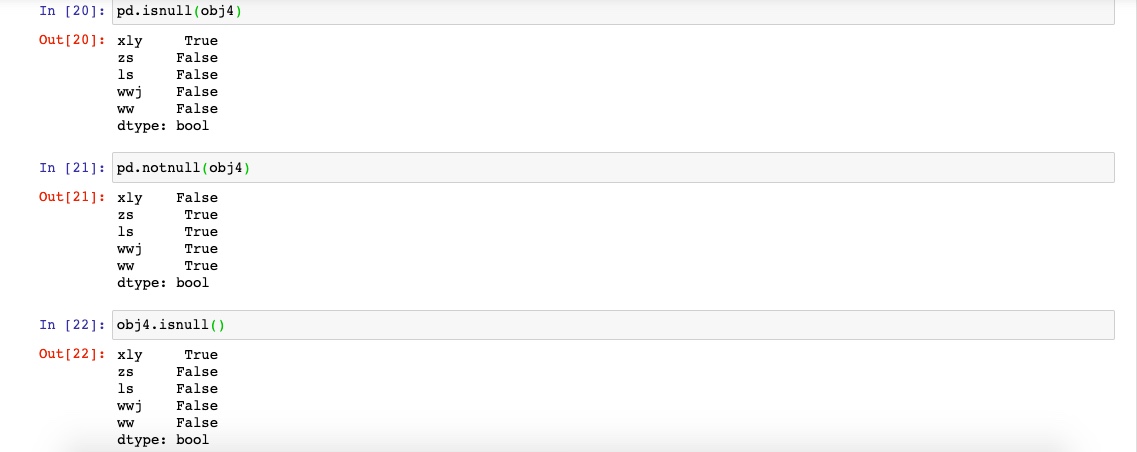 In [20]: pd.isnull(obj4)
Out[20]: xly     True
zs     False
ls     False
wwj    False
ww     False
dtype: bool
In [21]: pd.notnull(obj4)
Out[21]: xly    False
zs      True
ls      True
wwj     True
ww      True
dtype: bool
In [22]: obj4.isnull()
Out[22]: xly     True
zs     False
ls     False
wwj    False
ww     False
dtype: bool